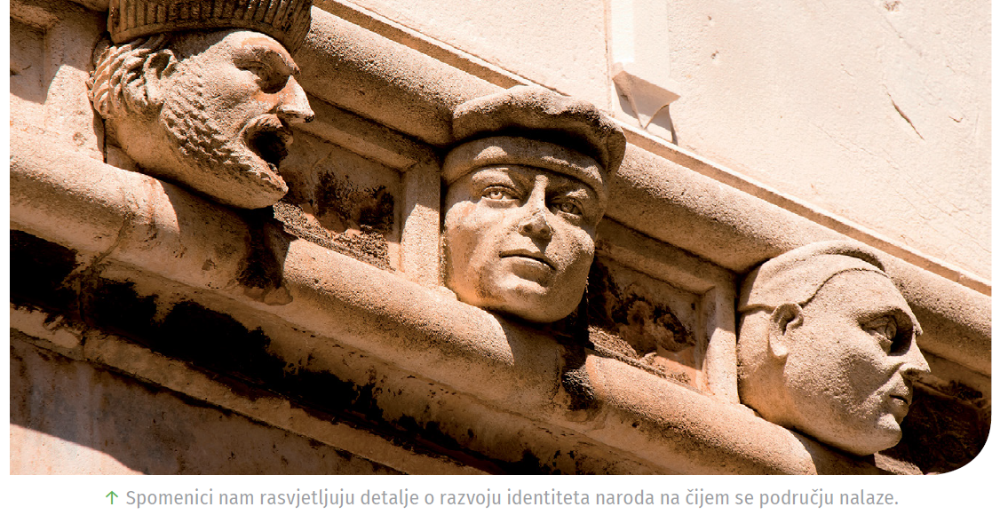 ↑ Spomenici nam rasvjetljuju detalje o razvoju identiteta naroda na čijem se području nalaze.